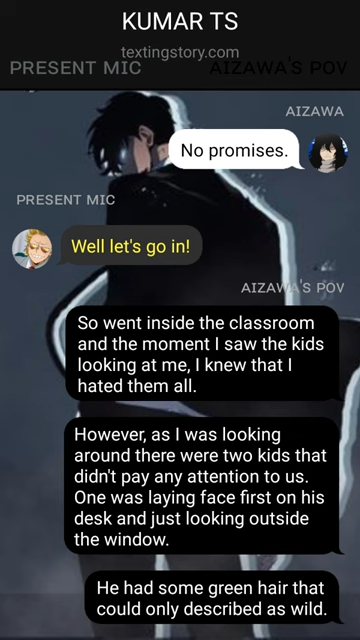 KUMAR TS
textingstory.com
PRESENT MIC
AIZAWA'S POV
AIZAWA
No promises.
PRESENT MIC
Well let's go in!
AIZAWA'S POV
So went inside the classroom
and the moment I saw the kids
looking at me, I knew that I
hated them all.
However, as I was looking
around there were two kids that
didn't pay any attention to us.
One was laying face first on his
desk and just looking outside
the window.
He had some green hair that
could only described as wild.